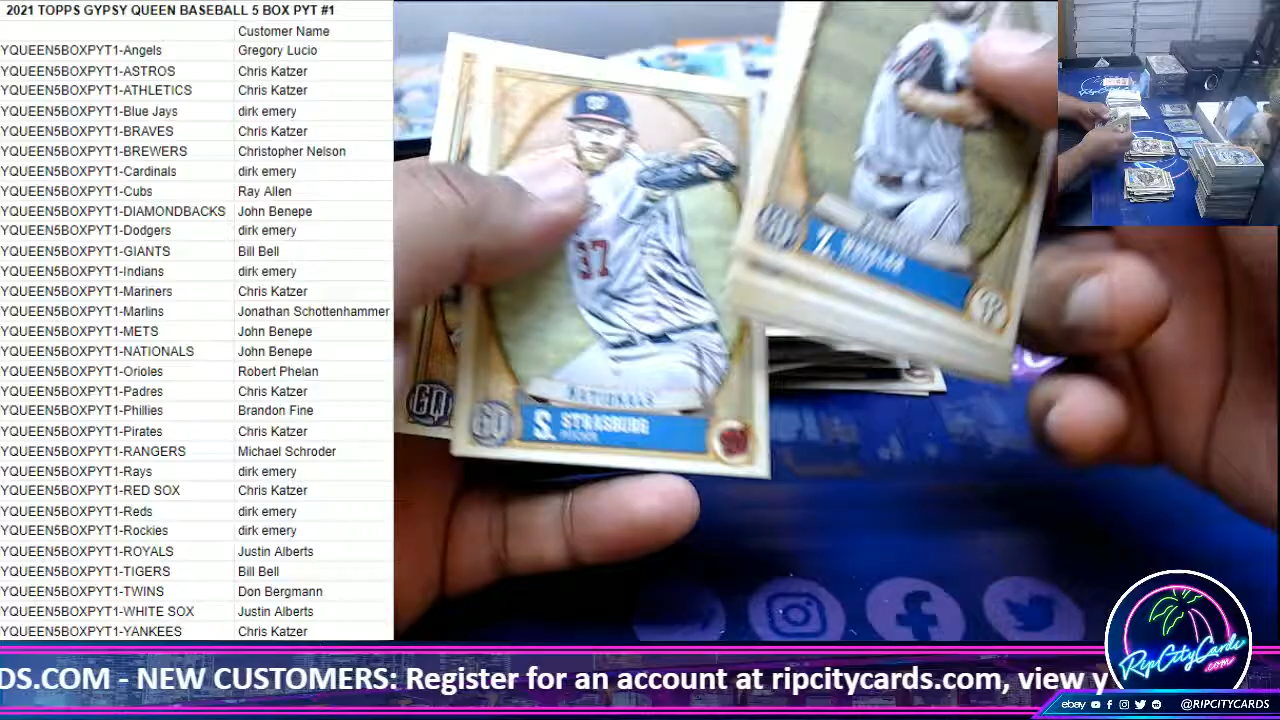 2021 TOPPS GYPSY QUEEN BASEBALL 5 BOX PYT #1
Customer Name
YQUEEN5BOXPYT1-Angels Gregory Lucio
YQUEEN5BOXPYT1-ASTROS Chris Katzer
YQUEEN5BOXPYT1-ATHLETICS Chris Katzer
YQUEEN5BOXPYT1-Blue Jays dirk emery
YQUEEN5BOXPYT1-BRAVES Chris Katzer
YQUEEN5BOXPYT1-BREWERS Christopher Nelson
YQUEEN5BOXPYT1-Cardinals dirk emery
YQUEEN5BOXPYT1-Cubs Ray Allen
YQUEEN5BOXPYT1-DIAMONDBACKS John Benepe
YQUEEN5BOXPYT1-Dodgers dirk emery
YQUEEN5BOXPYT1-GIANTS Bill Bell
YQUEEN5BOXPYT1-Indians dirk emery
YQUEEN5BOXPYT1-Mariners Chris Katzer
YQUEEN5BOXPYT1-Marlins Jonathan Schottenhammer
YQUEEN5BOXPYT1-METS John Benepe
YQUEEN5BOXPYT1-NATIONALS John Benepe
YQUEEN5BOXPYT1-Orioles Robert Phelan
YQUEEN5BOXPYT1-Padres Chris Katzer
YQUEEN5BOXPYT1-Phillies Brandon Fine
YQUEEN5BOXPYT1-Pirates Chris Katzer
YQUEEN5BOXPYT1-RANGERS Michael Schroder
YQUEEN5BOXPYT1-Rays dirk emery
YQUEEN5BOXPYT1-RED SOX Chris Katzer
YQUEEN5BOXPYT1-Reds dirk emery
YQUEEN5BOXPYT1-Rockies dirk emery
YQUEEN5BOXPYT1-ROYALS Justin Alberts
YQUEEN5BOXPYT1-TIGERS Bill Bell
YQUEEN5BOXPYT1-TWINS Don Bergmann
YQUEEN5BOXPYT1-WHITE SOX Justin Alberts
YQUEEN5BOXPYT1-YANKEES Chris Katzer
37
NATIONALS
GQ S. STRASBURG
GQ
Z.
RipCityCards
.com
DS.COM - NEW CUSTOMERS: Register for an account at ripcitycards.com, view y
ebay @RIPCITYCARDS